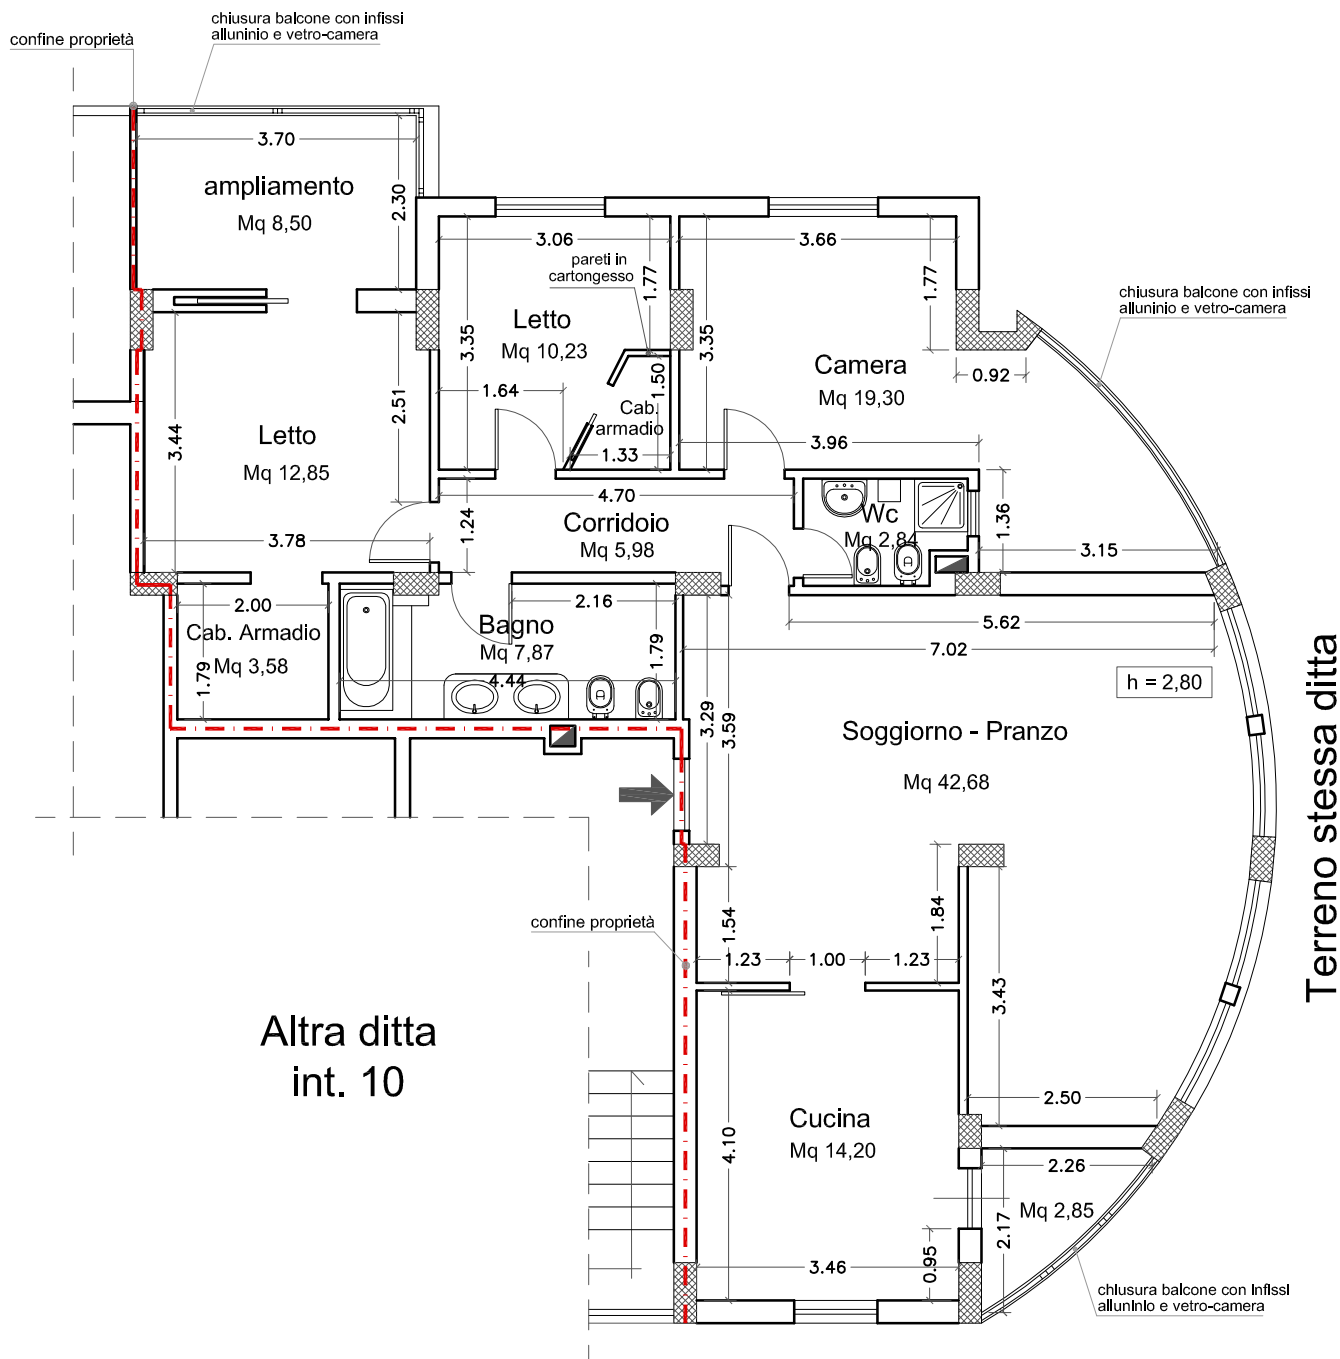 chiusura balcone con infissi
alluninio e vetro-camera
confine proprietà
3.70
ampliamento
Mq 8,50
2.30
3.06
3.66
pareti in
cartongesso
1.77
1.77
chiusura balcone con infissi
alluninio e vetro-camera
Letto
Mq 10,23
3.35
3.35
Camera
Mq 19,30
0.92
1.50
1.64
2.51
Cab.
armadio
3.44
Letto
Mq 12,85
1.33
3.96
4.70
Wc
Mq 2,84
1.24
Corridoio
Mq 5,98
1.36
3.15
3.78
2.00
2.16
5.62
Cab. Armadio
Mq 3,58
1.79
Bagno
Mq 7,87
4.44
1.79
7.02
h = 2,80
3.29
3.59
Soggiorno - Pranzo
Mq 42,68
Terreno stessa ditta
1.54
1.84
confine proprietà
1.23
1.00
1.23
3.43
Altra ditta
int. 10
2.50
Cucina
Mq 14,20
4.10
2.26
Mq 2,85
2.17
0.95
3.46
chiusura balcone con infissi
alluninio e vetro-camera